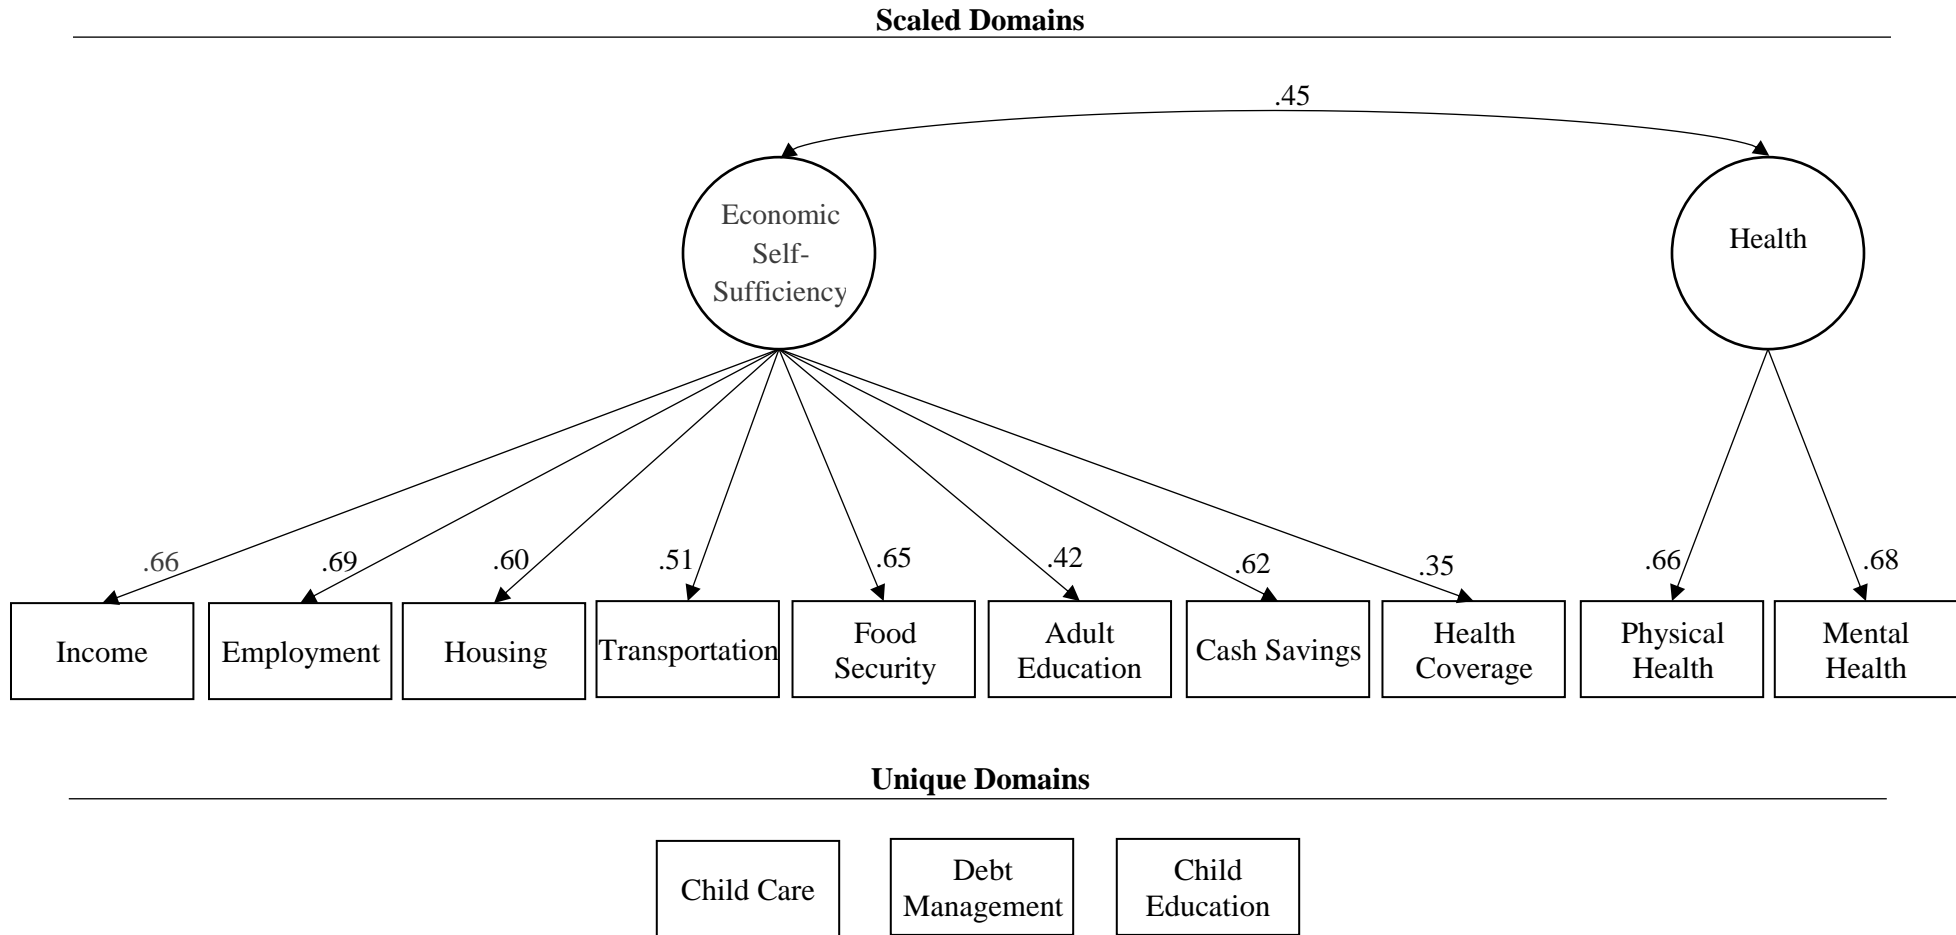 Scaled Domains
.45
Economic
Self-
Sufficiency
Health
.66
.69
.60
.51
.65
.42
.62
.35
.66
.68
Income
Employment
Housing
Transportation
Food
Security
Adult
Education
Cash Savings
Health
Coverage
Physical
Health
Mental
Health
Unique Domains
Child Care
Debt
Management
Child
Education